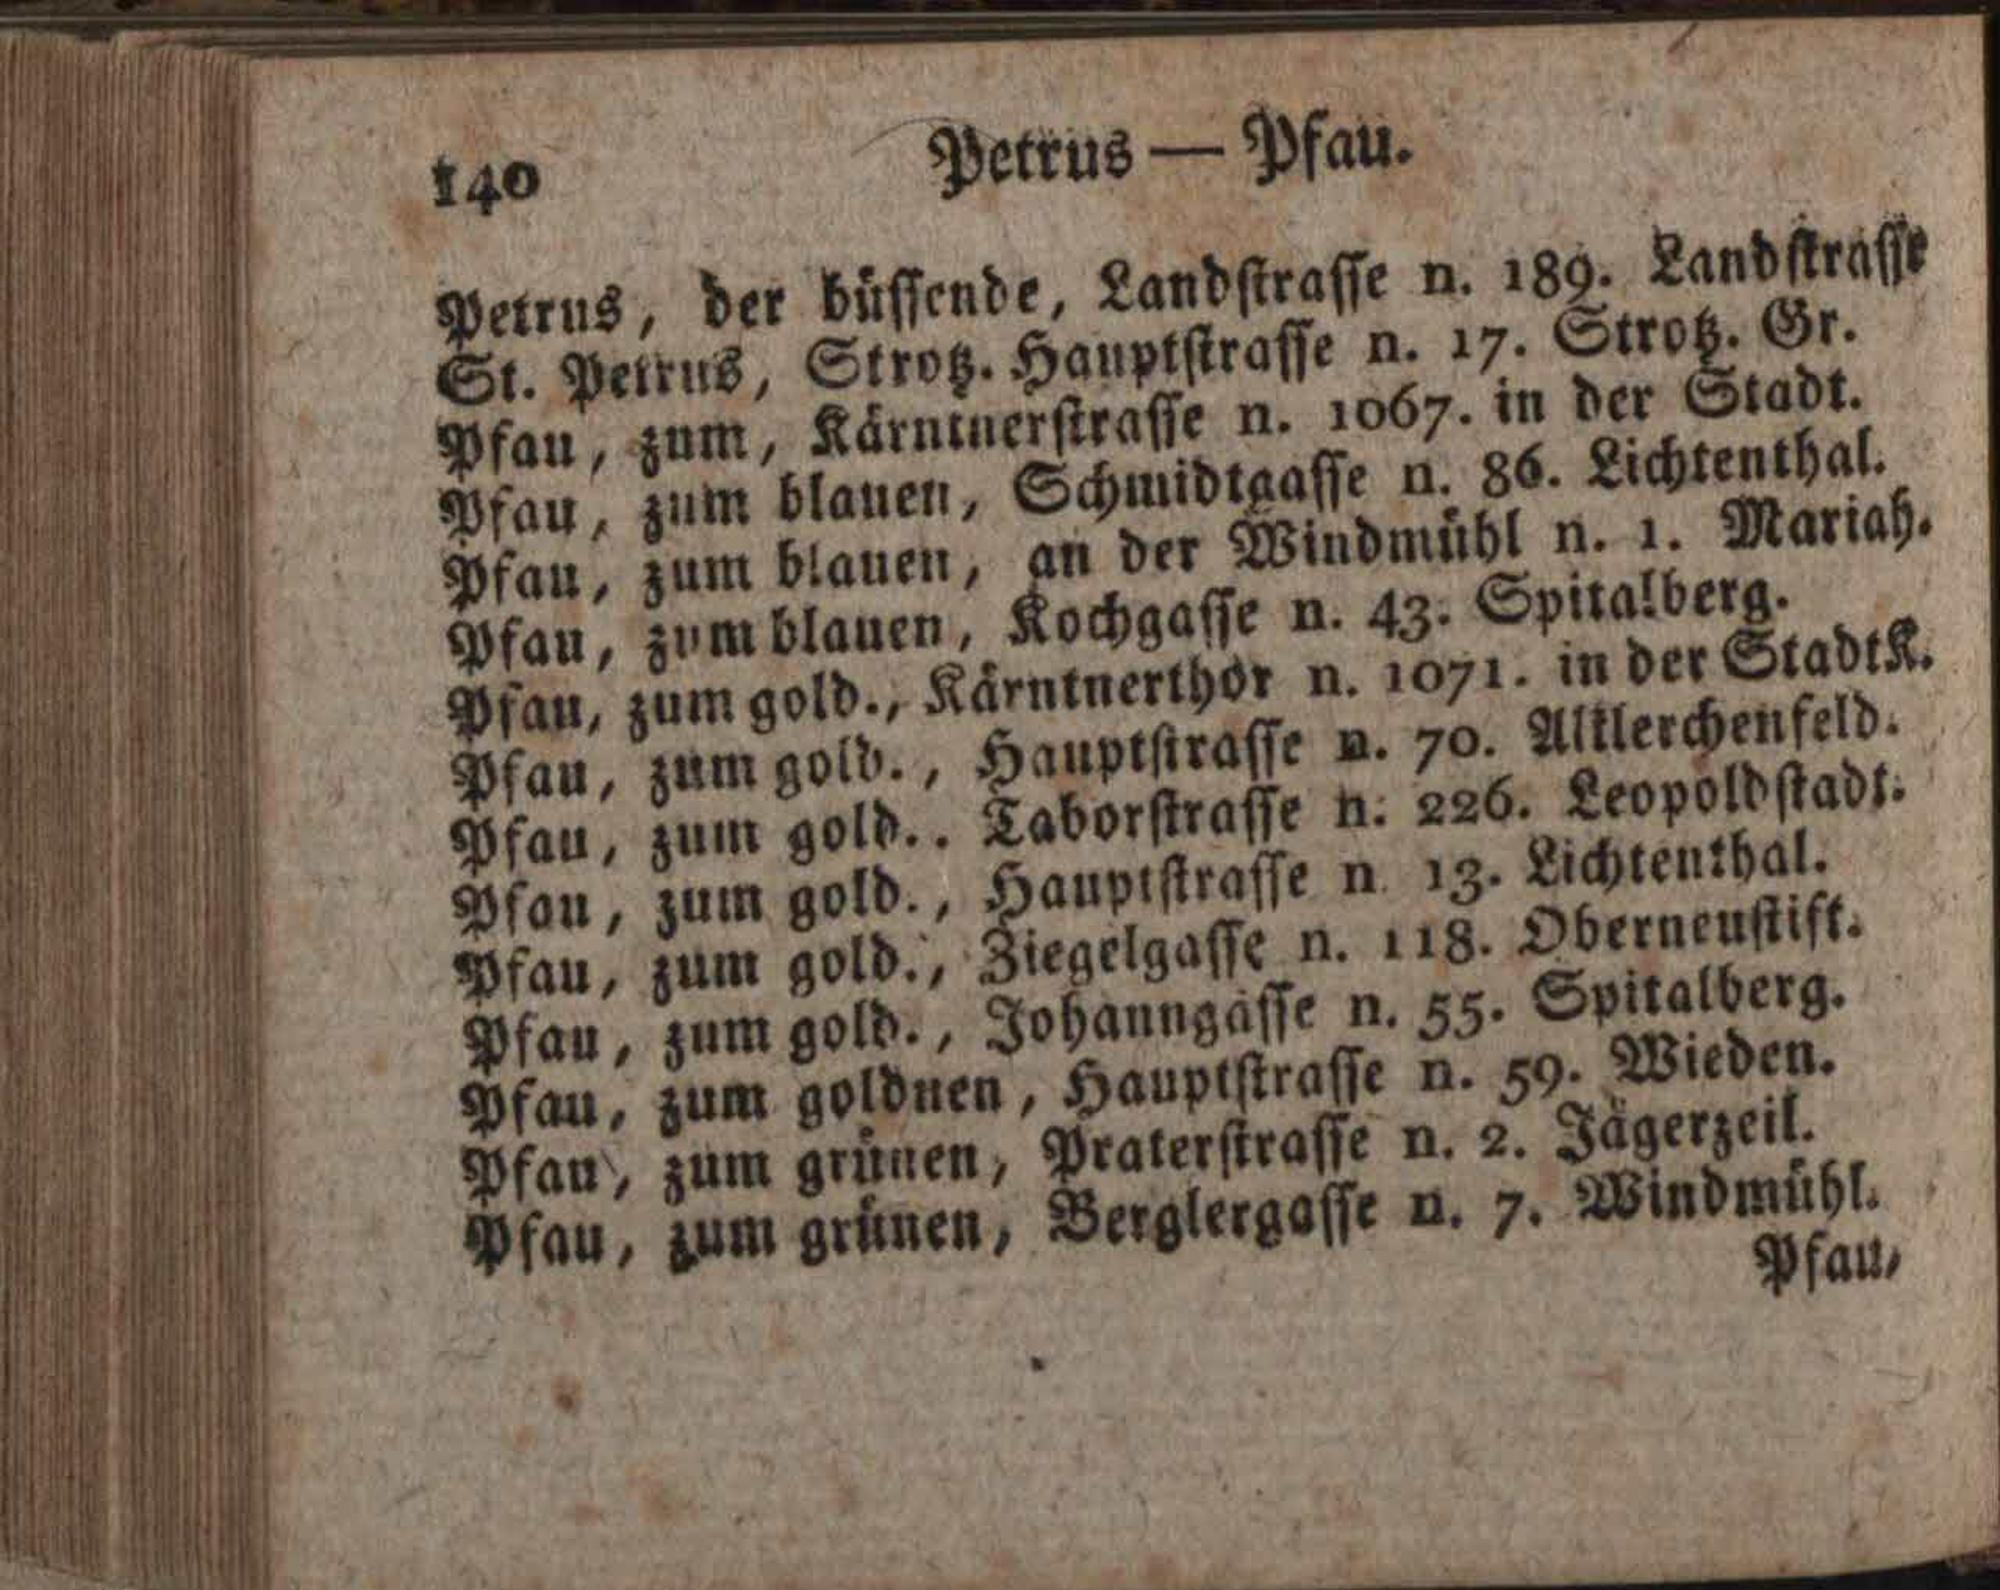 140 Petrus — Pfau.
Petrus, der büssende, Landstrasse n. 189. Landstrasse
St. Petrus, Strotz. Hauptstrasse n. 17. Strotz. Gr.
Pfau, zum, Kärntnerstrasse n. 1067. in der Stadt.
Pfau, zum blauen, Schmidtgasse n. 86. Lichtenthal.
Pfau, zum blauen, an der Windmühl n. 1. Mariah.
Pfau, zum blauen, Kochgasse n. 43. Spitalberg.
Pfau, zum gold., Kärntnerthor n. 1071. in der StadtK.
Pfau, zum gold., Hauptstrasse n. 70. Altlerchenfeld.
Pfau, zum gold.. Taborstrasse n. 226. Leopoldstadt.
Pfau, zum gold., Hauptstrasse n. 13. Lichtenthal.
Pfau, zum gold., Ziegelgasse n. 118. Oberneustift.
Pfau, zum gold., Johanngasse n. 55. Spitalberg.
Pfau, zum goldnen, Hauptstrasse n. 59. Wieden.
Pfau, zum grünen, Praterstrasse n. 2. Jägerzeil.
Pfau, zum grünen, Berglergasse n. 7. Windmühl.
Pfau,